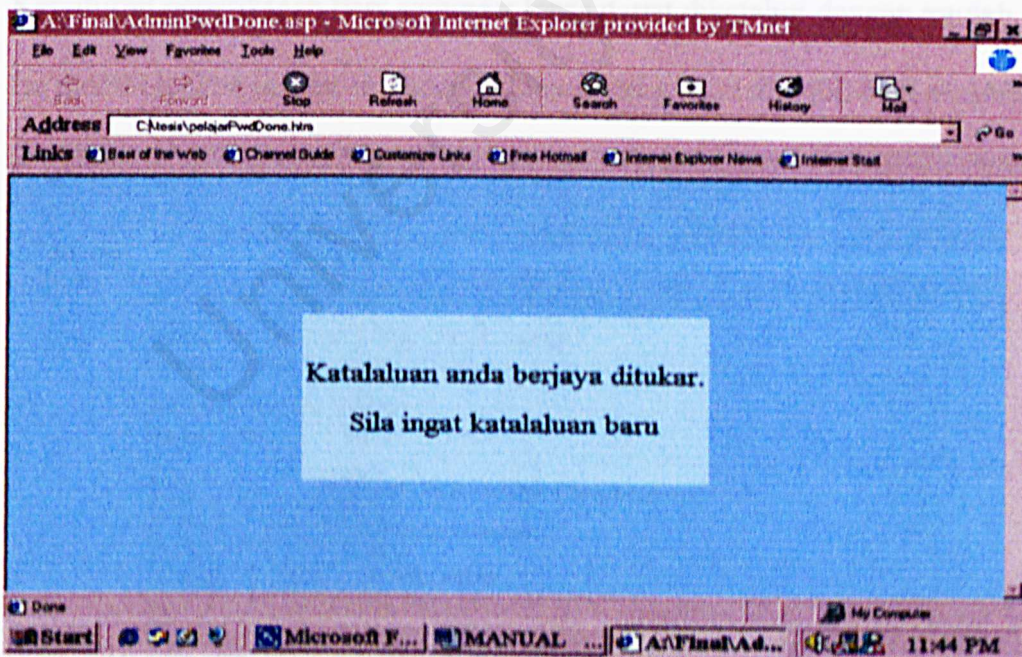 A:\Final\AdminPwdDone.asp - Microsoft Internet Explorer provided by TMnet
File Edit View Favorites Tools Help
Back Forward Stop Refresh Home Search Favorites History Mail
Address C:\tesis\pelajarPwdDone.htm Go
Links Best of the Web Channel Guide Customize Links Free Hotmail Internet Explorer News Internet Start
Katalaluan anda berjaya ditukar.
Sila ingat katalaluan baru
Done My Computer
Start Microsoft F... MANUAL ... A:\Final\Ad... 11:44 PM